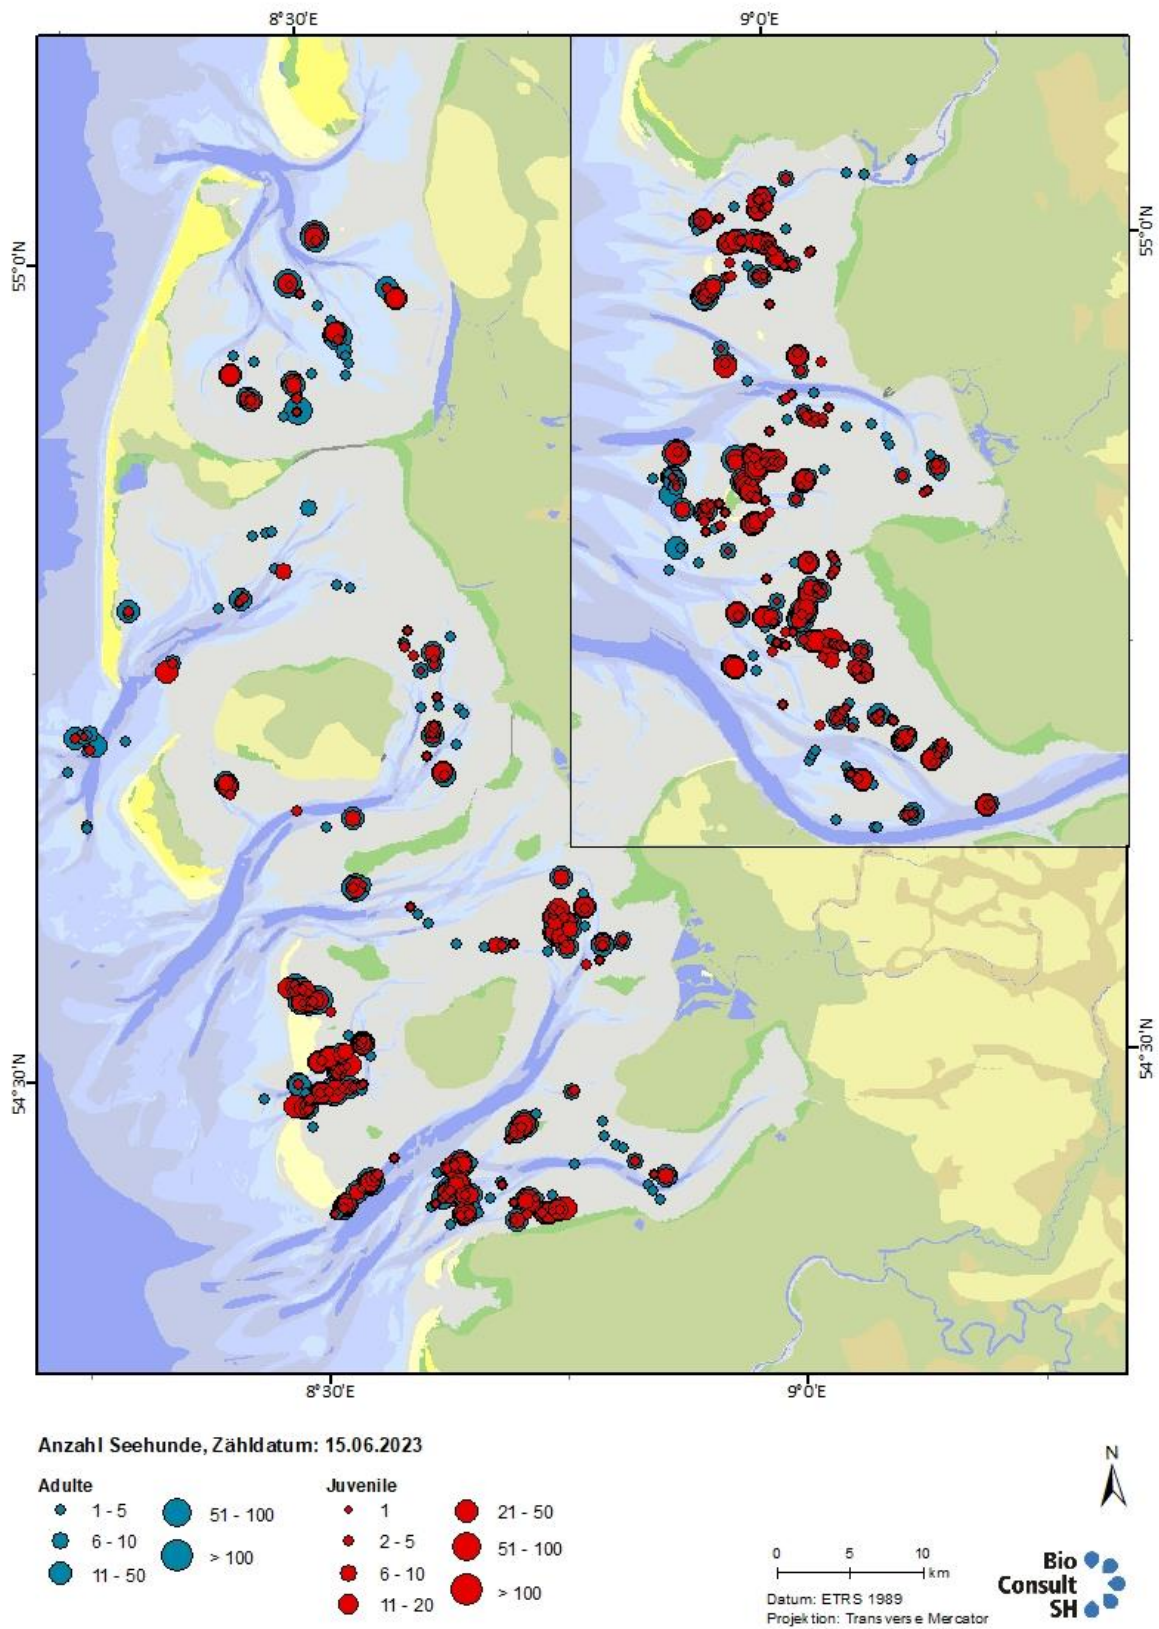 8°30'E
9°0'E
55°0'N
55°0'N
54°30'N
54°30'N
8°30'E
9°0'E
Anzahl Seehunde, Zähldatum: 15.06.2023
Adulte
1 - 5
6 - 10
11 - 50
51 - 100
> 100
Juvenile
1
2 - 5
6 - 10
11 - 20
21 - 50
51 - 100
> 100
N
0 5 10
km
Datum: ETRS 1989
Projektion: Transverse Mercator
Bio
Consult
SH